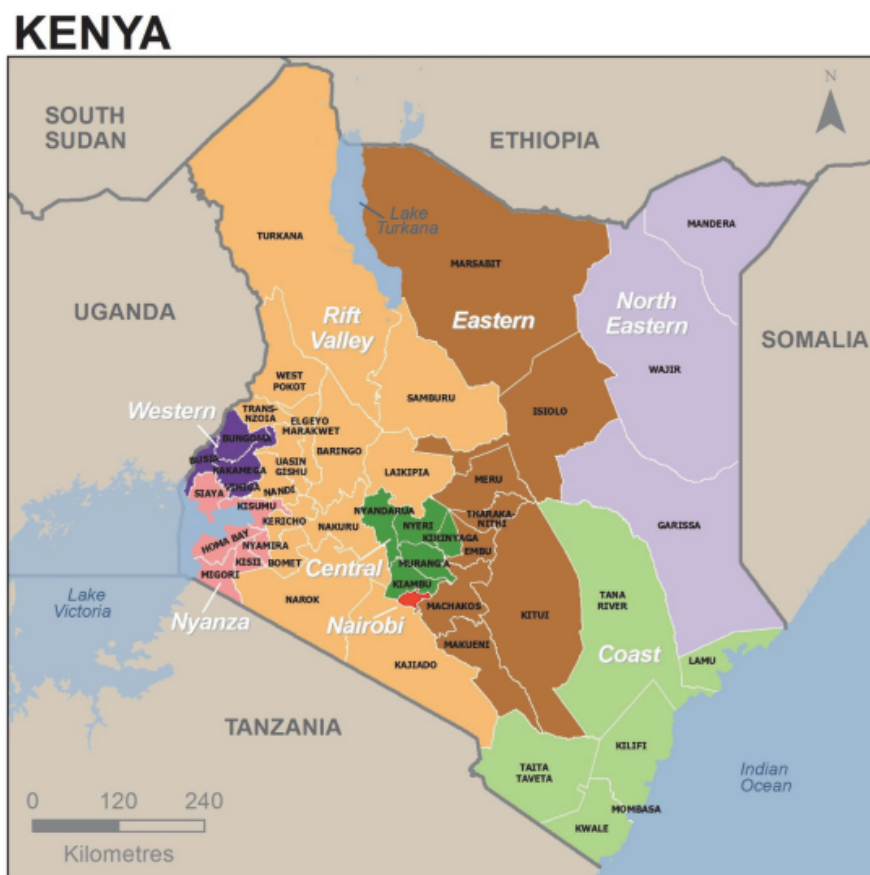 KENYA
N
SOUTH
SUDAN
ETHIOPIA
UGANDA
SOMALIA
TANZANIA
Lake
Turkana
Lake
Victoria
Indian
Ocean
Rift
Valley
Eastern
North
Eastern
Western
Central
Nyanza
Nairobi
Coast
TURKANA
MARSABIT
MANDERA
WAJIR
WEST
POKOT
SAMBURU
ISIOLO
TRANS-
NZOIA
ELGEYO
MARAKWET
BUNGOMA
BARINGO
BUSIA
KAKAMEGA
UASIN
GISHU
LAIKIPIA
MERU
VIHIGA
NANDI
SIAYA
KISUMU
NYANDARUA
NYERI
THARAKA-
NITHI
GARISSA
KERICHO
NAKURU
KIRINYAGA
HOMA BAY
NYAMIRA
EMBU
KISII
BOMET
MURANG'A
MIGORI
KIAMBU
NAROK
MACHAKOS
KITUI
TANA
RIVER
MAKUENI
KAJIADO
LAMU
KILIFI
TAITA
TAVETA
MOMBASA
KWALE
0 120 240
Kilometres